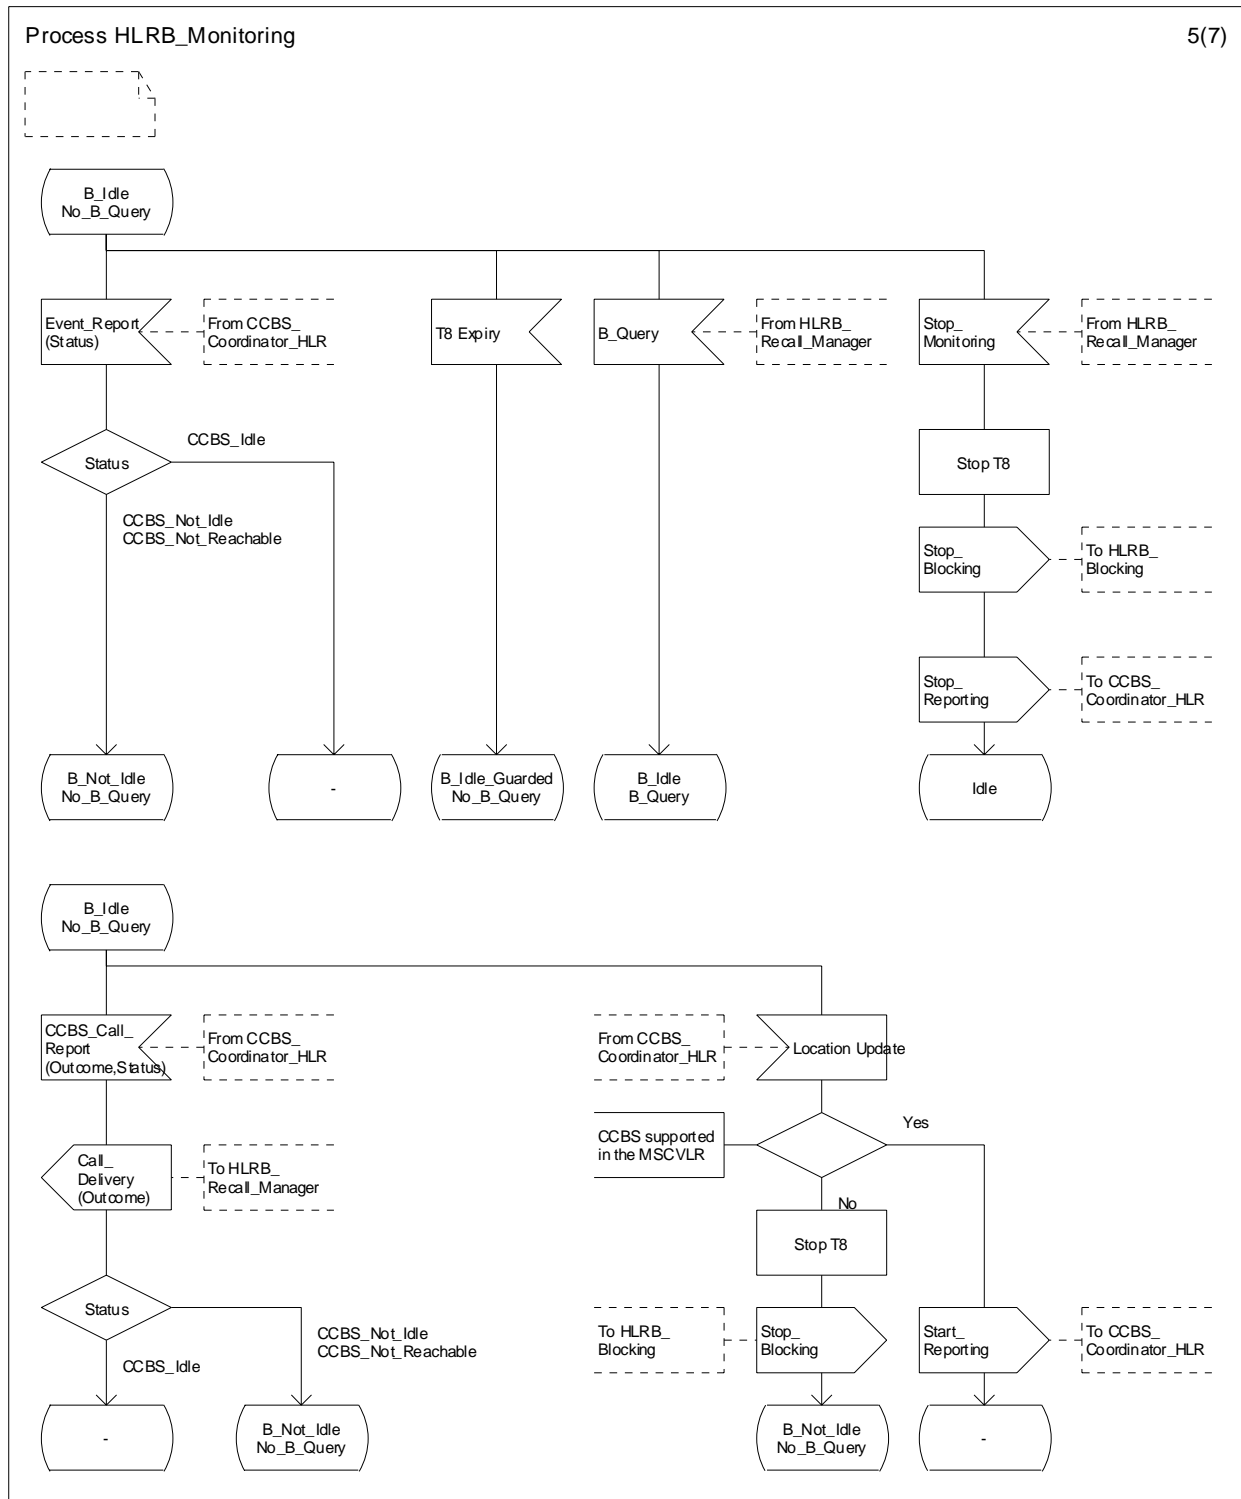 Process HLRB_Monitoring
5(7)
B_Idle
No_B_Query
Event_Report
(Status)
From CCBS_
Coordinator_HLR
T8 Expiry
B_Query
From HLRB_
Recall_Manager
Stop_
Monitoring
From HLRB_
Recall_Manager
Status
CCBS_Idle
CCBS_Not_Idle
CCBS_Not_Reachable
Stop T8
Stop_
Blocking
To HLRB_
Blocking
Stop_
Reporting
To CCBS_
Coordinator_HLR
B_Not_Idle
No_B_Query
-
B_Idle_Guarded
No_B_Query
B_Idle
B_Query
Idle
B_Idle
No_B_Query
CCBS_Call_
Report
(Outcome,Status)
From CCBS_
Coordinator_HLR
From CCBS_
Coordinator_HLR
Location Update
Call_
Delivery
(Outcome)
To HLRB_
Recall_Manager
CCBS supported
in the MSCVLR
Yes
No
Stop T8
Status
CCBS_Not_Idle
CCBS_Not_Reachable
CCBS_Idle
To HLRB_
Blocking
Stop_
Blocking
Start_
Reporting
To CCBS_
Coordinator_HLR
-
B_Not_Idle
No_B_Query
B_Not_Idle
No_B_Query
-